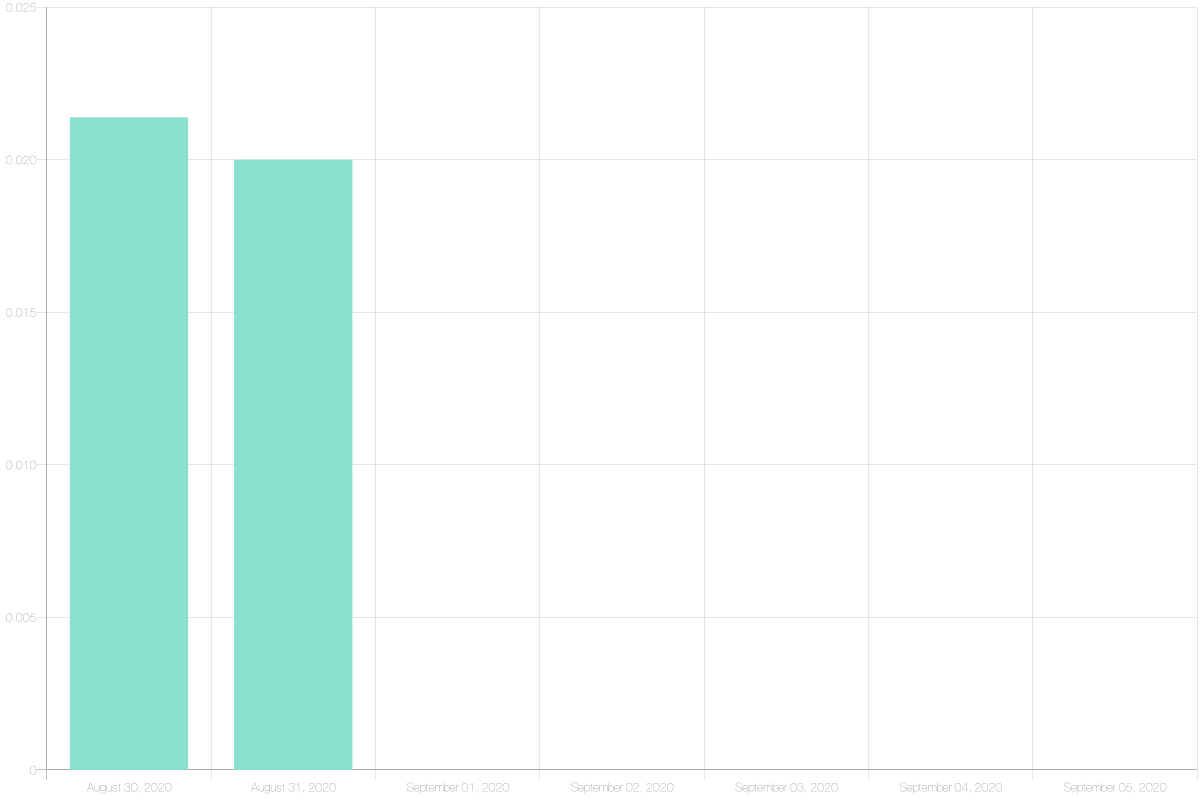 0.025
0.020
0.015
0.010
0.005
0
August 30, 2020
August 31, 2020
September 01, 2020
September 02, 2020
September 03, 2020
September 04, 2020
September 05, 2020